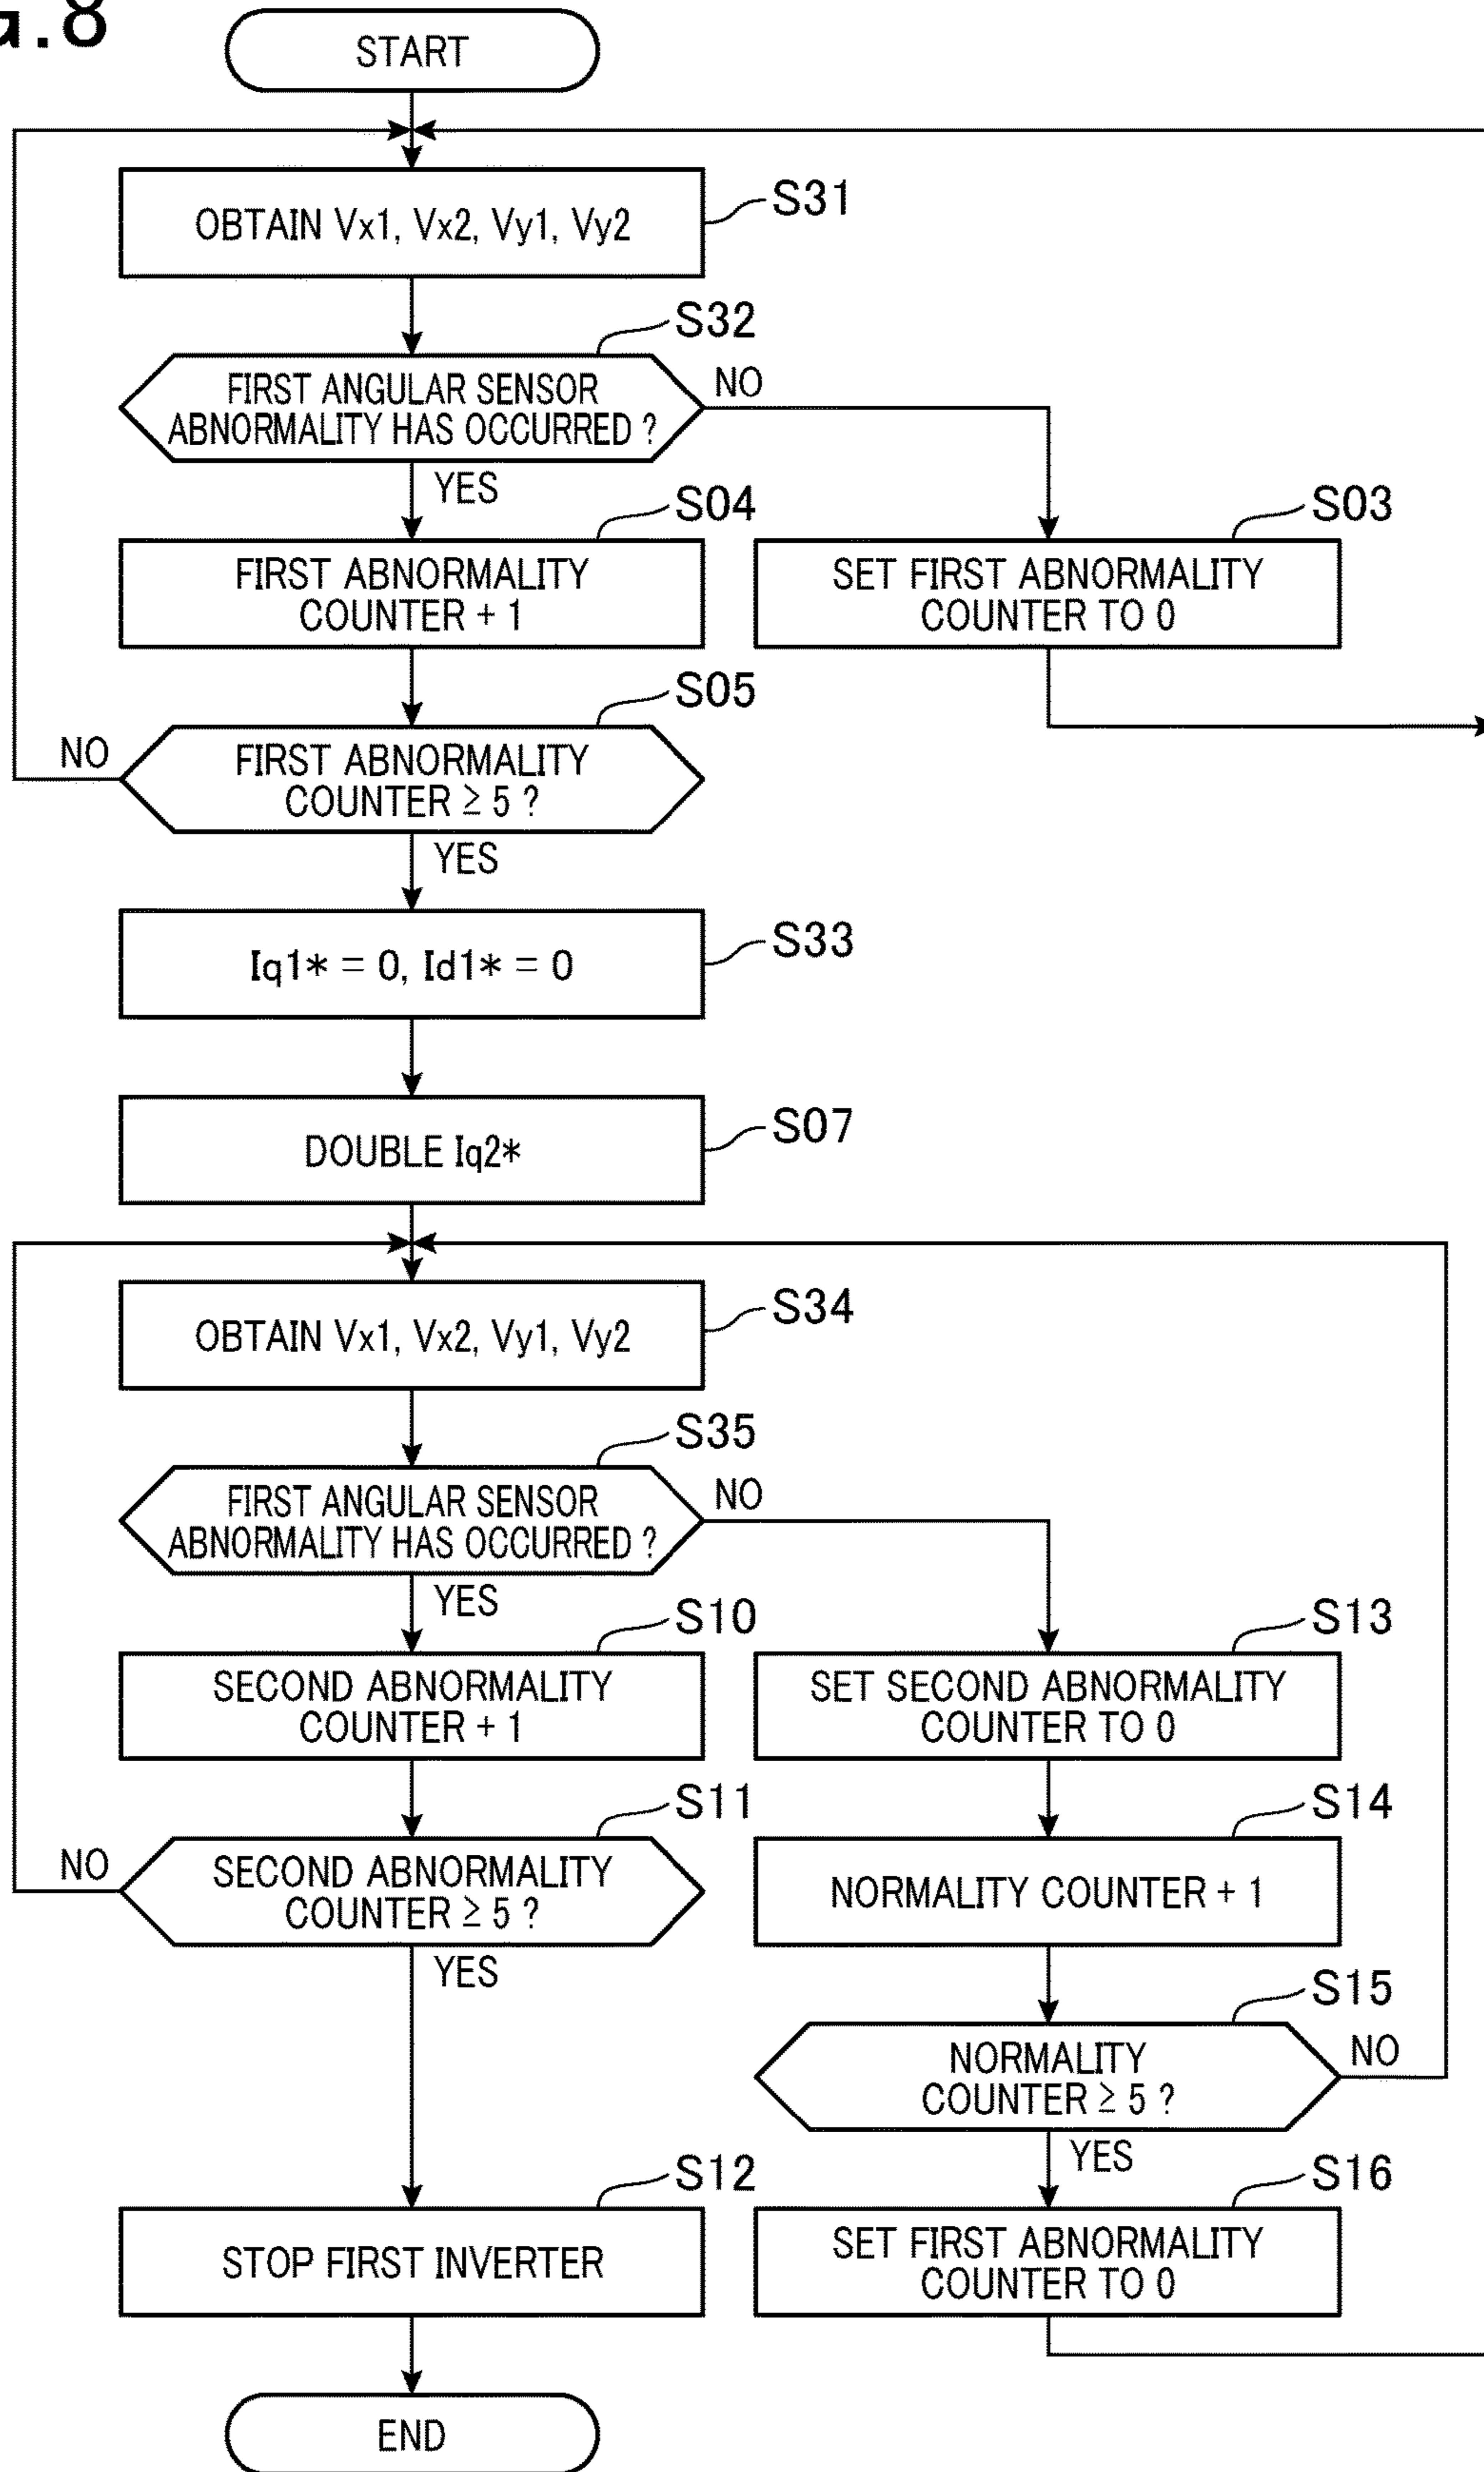 G.8
START
OBTAIN Vx1, Vx2, Vy1, Vy2
S31
S32
FIRST ANGULAR SENSOR
ABNORMALITY HAS OCCURRED ?
NO
YES
S04
FIRST ABNORMALITY
COUNTER + 1
S03
SET FIRST ABNORMALITY
COUNTER TO 0
S05
FIRST ABNORMALITY
COUNTER ≥ 5 ?
NO
YES
S33
Iq1* = 0, Id1* = 0
S07
DOUBLE Iq2*
S34
OBTAIN Vx1, Vx2, Vy1, Vy2
S35
FIRST ANGULAR SENSOR
ABNORMALITY HAS OCCURRED ?
NO
YES
S10
SECOND ABNORMALITY
COUNTER + 1
S13
SET SECOND ABNORMALITY
COUNTER TO 0
S11
SECOND ABNORMALITY
COUNTER ≥ 5 ?
NO
YES
S14
NORMALITY COUNTER + 1
S15
NORMALITY
COUNTER ≥ 5 ?
NO
YES
S12
STOP FIRST INVERTER
S16
SET FIRST ABNORMALITY
COUNTER TO 0
END